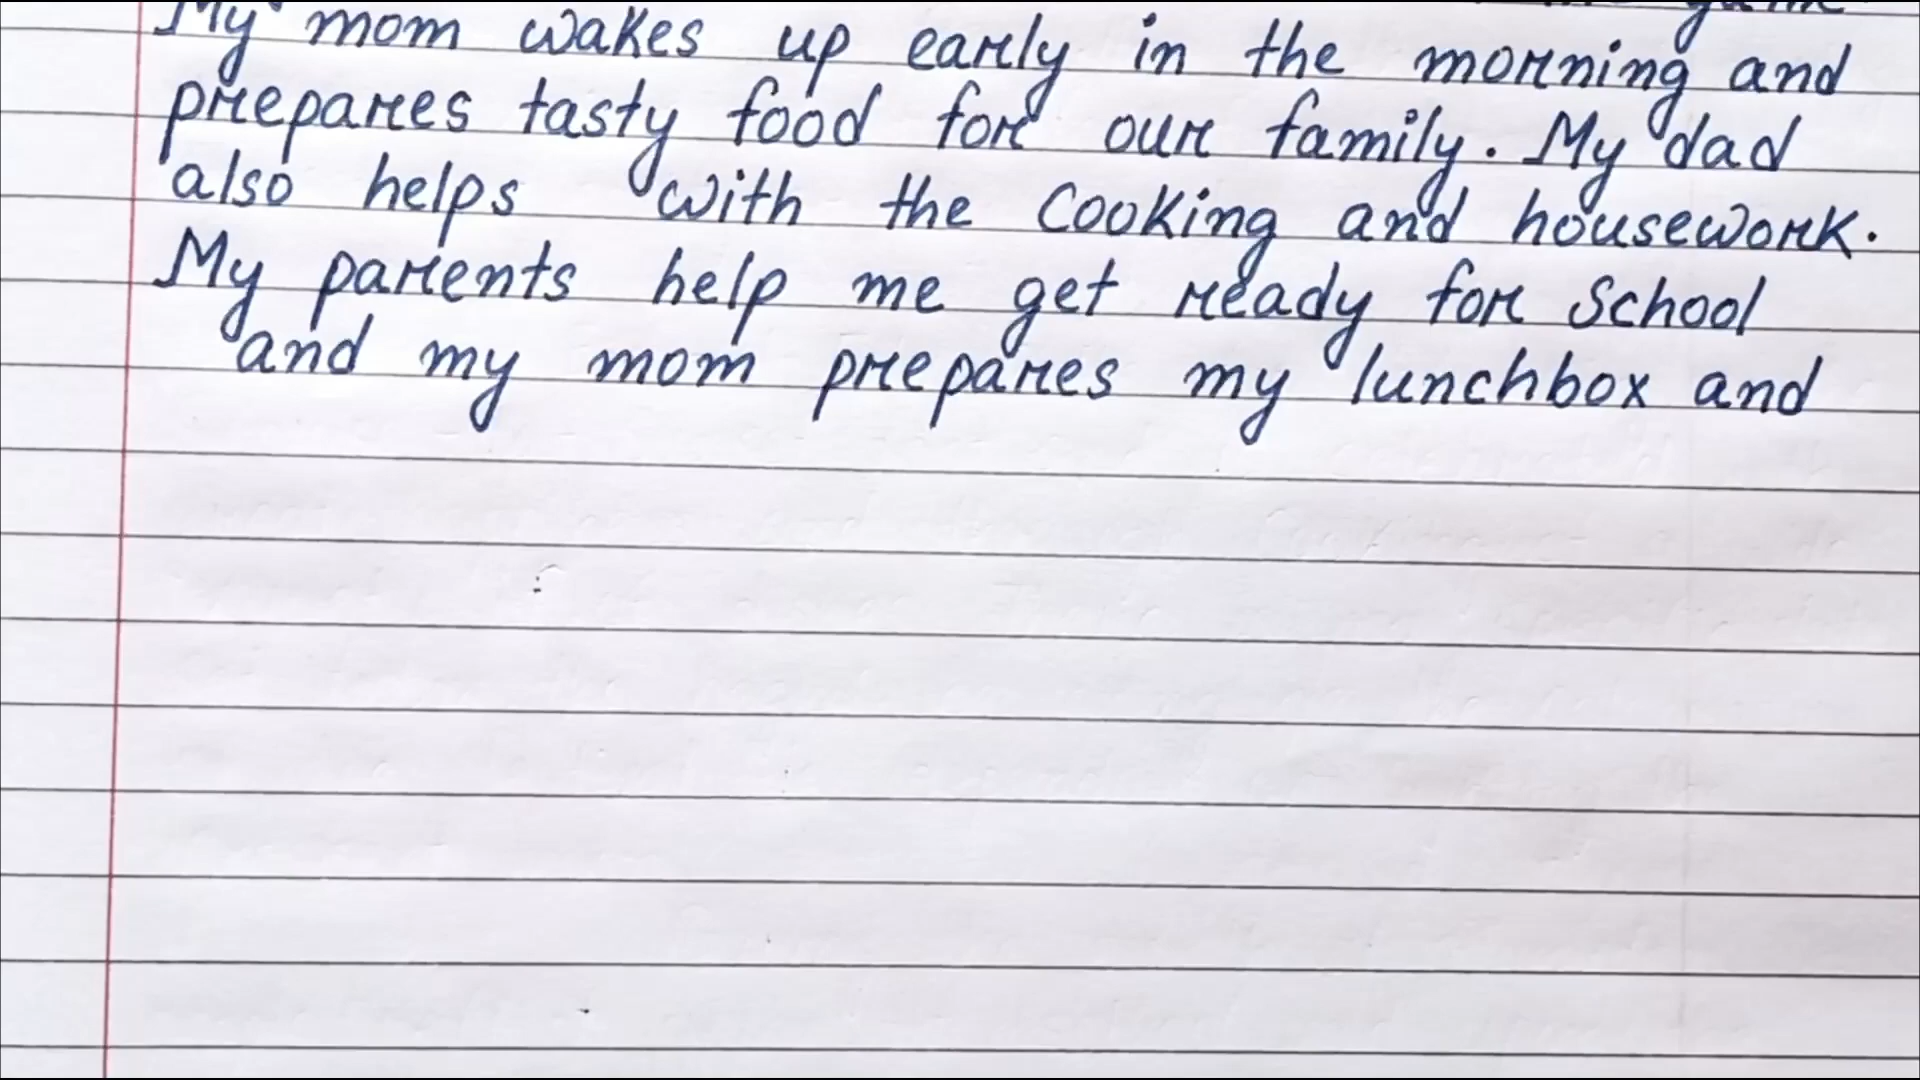 My mom wakes up early in the morning and
prepares tasty food for our family. My dad
also helps with the Cooking and housework.
My parents help me get ready for School
and my mom prepares my lunchbox and